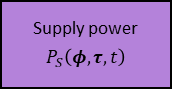 Supply power
P_S(ϕ, τ, t)